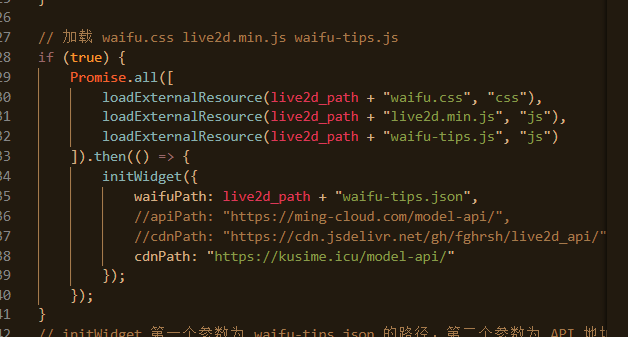 }
26
27 // 加载 waifu.css live2d.min.js waifu-tips.js
28 if (true) {
29 Promise.all([
30 loadExternalResource(live2d_path + "waifu.css", "css"),
31 loadExternalResource(live2d_path + "live2d.min.js", "js"),
32 loadExternalResource(live2d_path + "waifu-tips.js", "js")
33 ]).then(() => {
34 initWidget({
35 waifuPath: live2d_path + "waifu-tips.json",
36 //apiPath: "https://ming-cloud.com/model-api/",
37 //cdnPath: "https://cdn.jsdelivr.net/gh/fghrsh/live2d_api/"
38 cdnPath: "https://kusime.icu/model-api/"
39 });
40 });
41 }
42 // initWidget 第一个参数为 waifu-tips.json 的路径，第二个参数为 API 地址